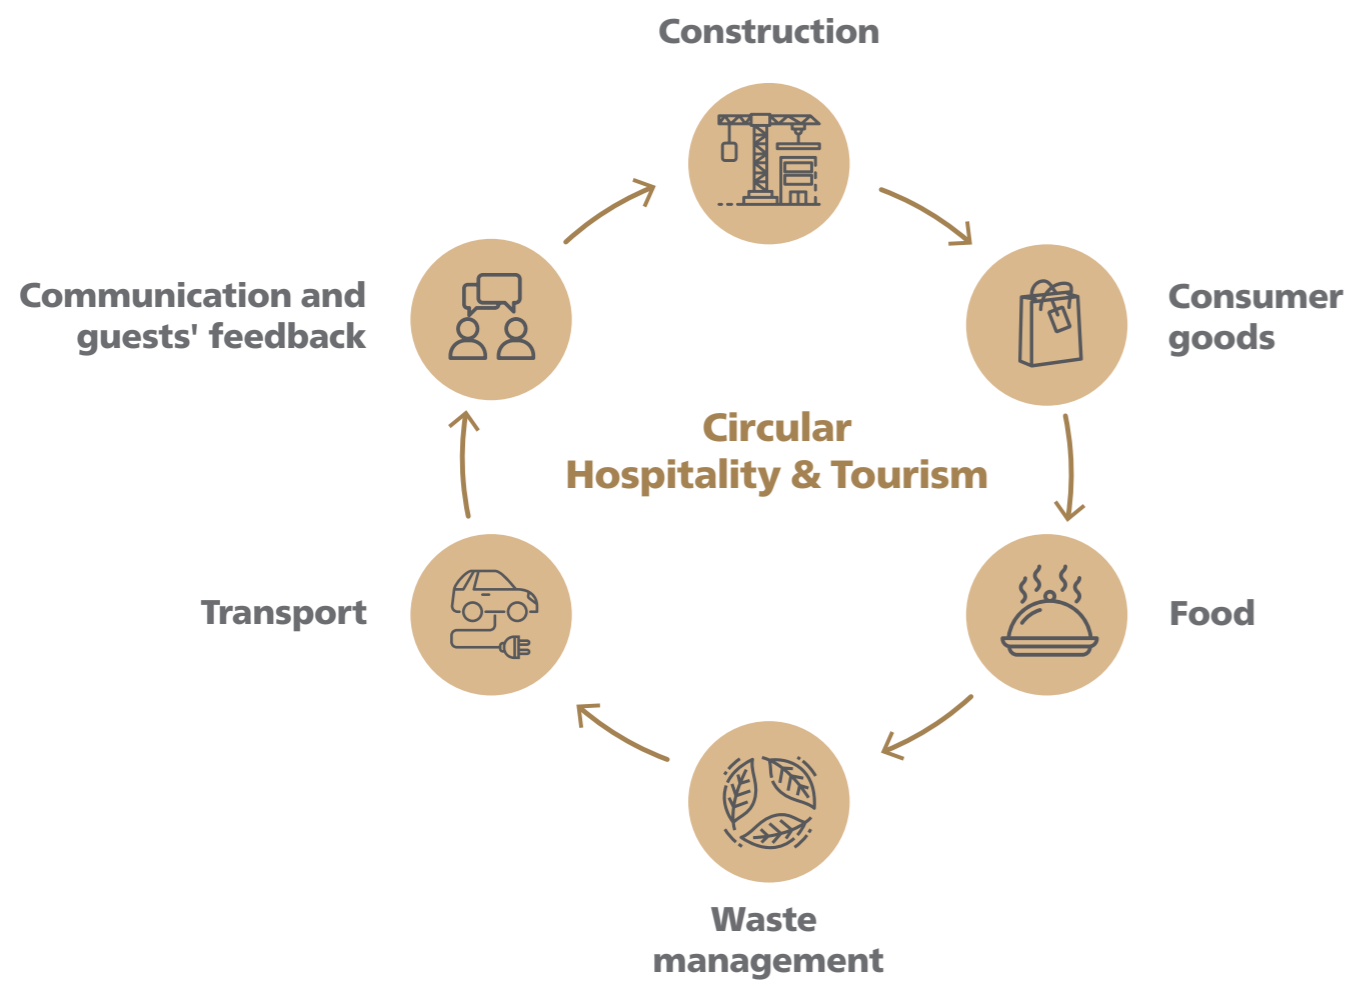 Construction
Consumer
goods
Food
Waste
management
Transport
Communication and
guests' feedback
Circular
Hospitality & Tourism